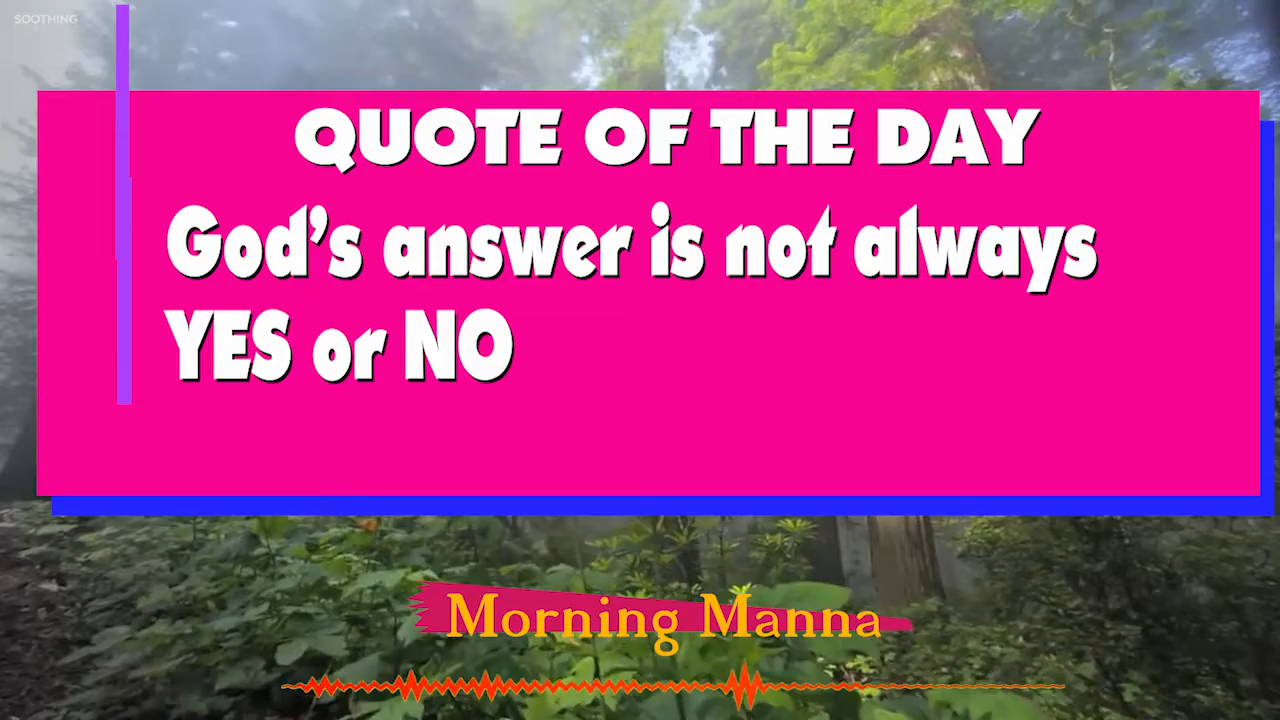 SOOTHING
QUOTE OF THE DAY
God's answer is not always
YES or NO
Morning Manna